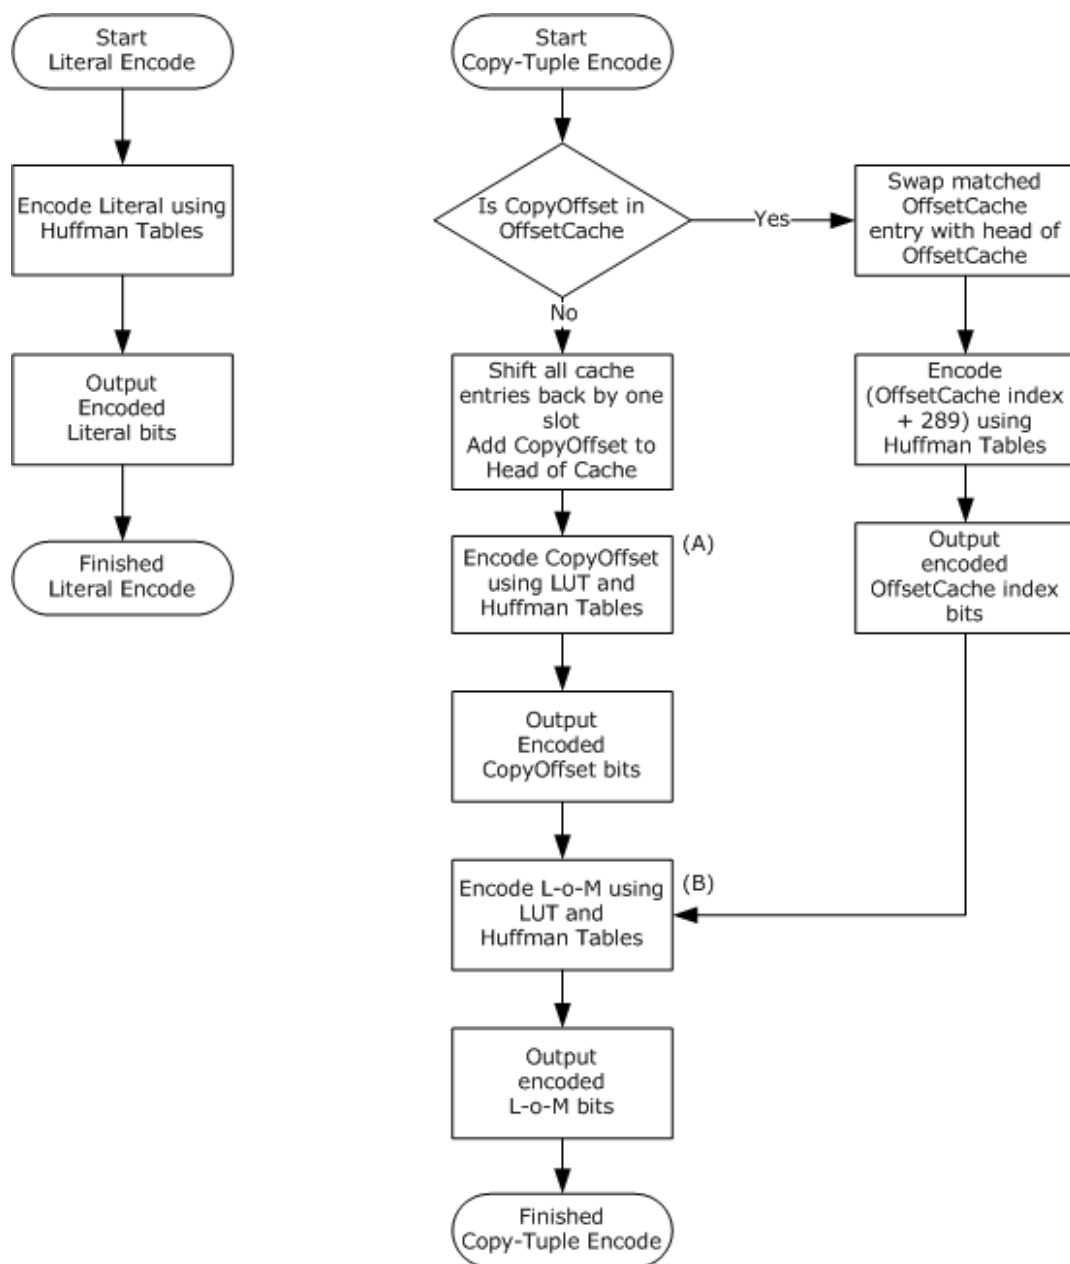 Start
Literal Encode
Encode Literal using
Huffman Tables
Output
Encoded
Literal bits
Finished
Literal Encode
Start
Copy-Tuple Encode
Is CopyOffset in
OffsetCache
Yes
No
Swap matched
OffsetCache
entry with head of
OffsetCache
Encode
(OffsetCache index
+ 289) using
Huffman Tables
Output
encoded
OffsetCache index
bits
Shift all cache
entries back by one
slot
Add CopyOffset to
Head of Cache
(A)
Encode CopyOffset
using LUT and
Huffman Tables
Output
Encoded
CopyOffset bits
(B)
Encode L-o-M using
LUT and
Huffman Tables
Output
encoded
L-o-M bits
Finished
Copy-Tuple Encode